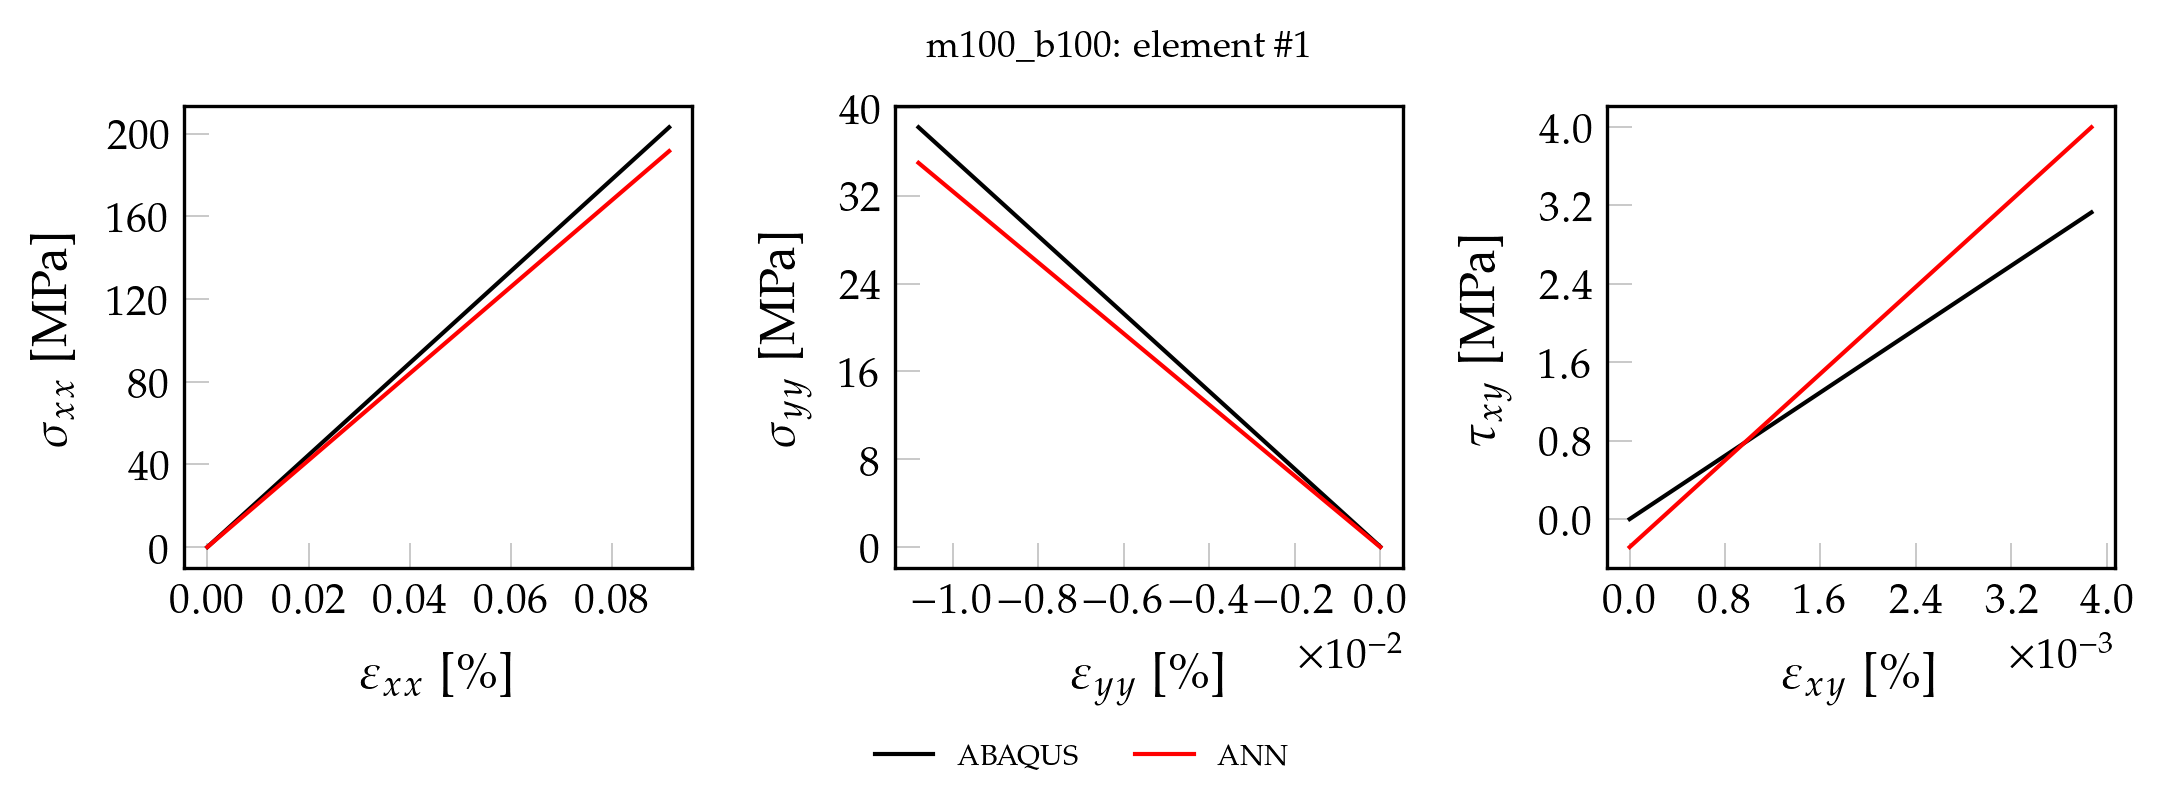 m100_b100: element #1
200
160
120
80
40
0
0.00 0.02 0.04 0.06 0.08
σxx [MPa]
εxx [%]
40
32
24
16
8
0
−1.0 −0.8 −0.6 −0.4 −0.2 0.0
×10−2
σyy [MPa]
εyy [%]
4.0
3.2
2.4
1.6
0.8
0.0
0.0 0.8 1.6 2.4 3.2 4.0
×10−3
τxy [MPa]
εxy [%]
ABAQUS ANN